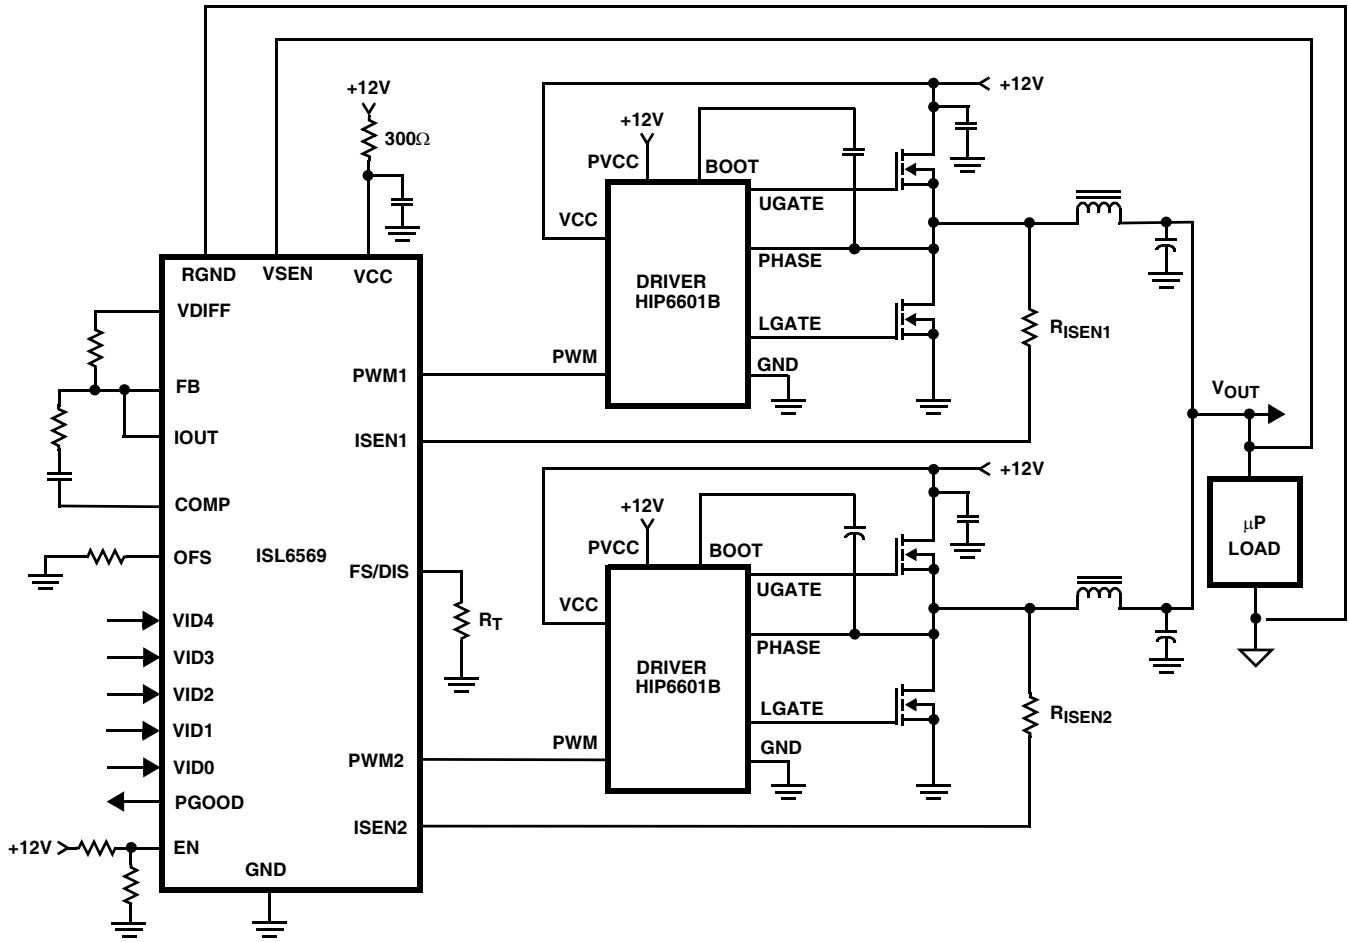 +12V
300Ω
+12V
+12V
PVCC
BOOT
UGATE
VCC
PHASE
DRIVER
HIP6601B
LGATE
PWM
GND
RISEN1
RGND
VSEN
VCC
VDIFF
FB
IOUT
COMP
OFS
ISL6569
VID4
VID3
VID2
VID1
VID0
PGOOD
+12V
EN
GND
PWM1
ISEN1
FS/DIS
RT
PWM2
ISEN2
+12V
+12V
PVCC
BOOT
UGATE
VCC
PHASE
DRIVER
HIP6601B
LGATE
PWM
GND
RISEN2
VOUT
µP
LOAD